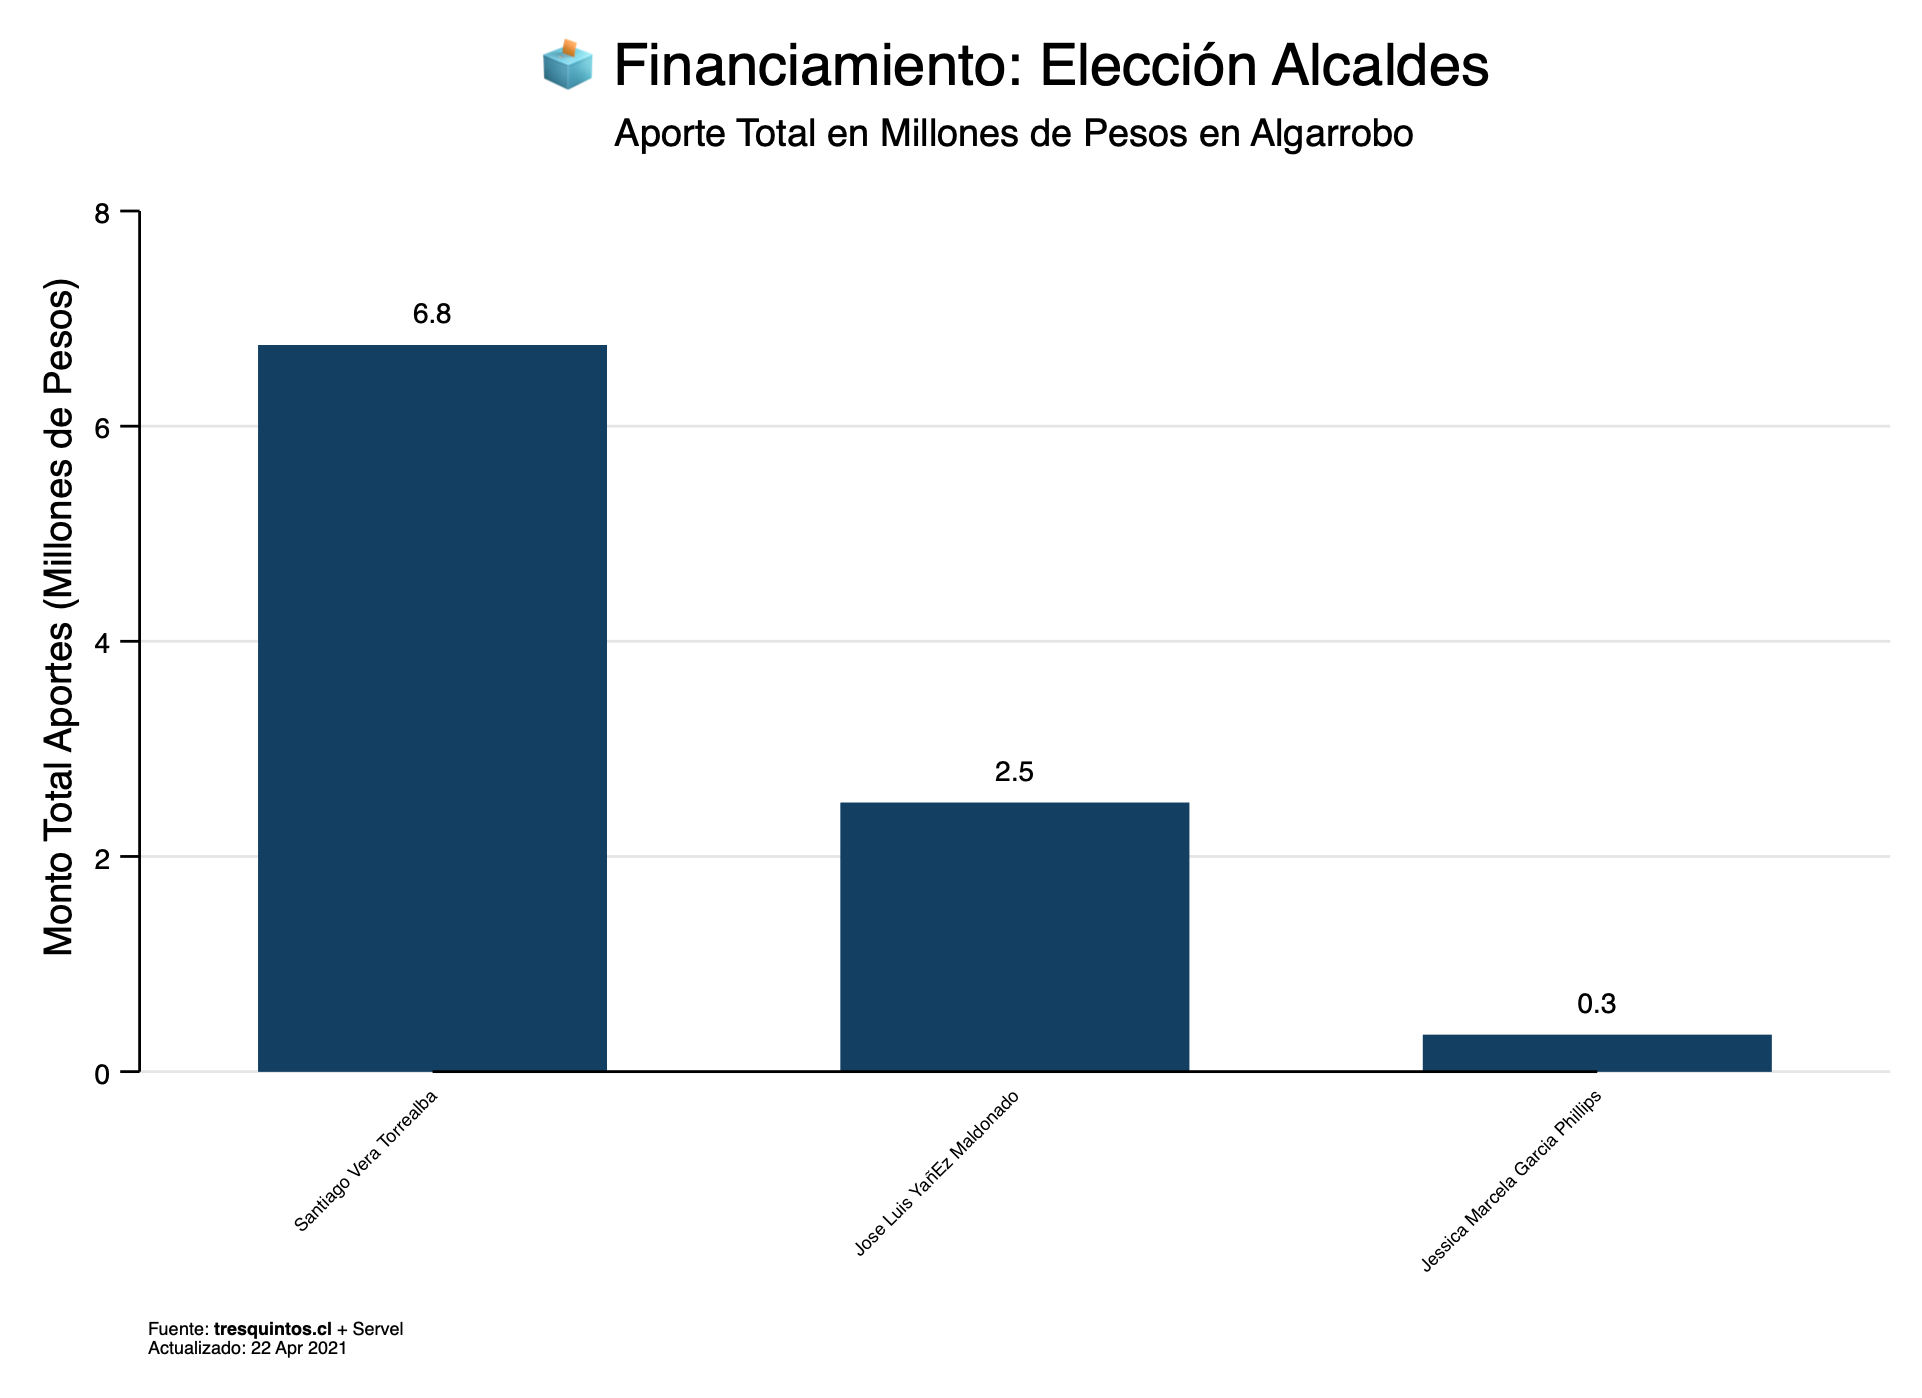 Financiamiento: Elección Alcaldes
Aporte Total en Millones de Pesos en Algarrobo
Monto Total Aportes (Millones de Pesos)
8
6
4
2
0
6.8
2.5
0.3
Santiago Vera Torrealba
Jose Luis YañEz Maldonado
Jessica Marcela Garcia Phillips
Fuente: tresquintos.cl + Servel
Actualizado: 22 Apr 2021